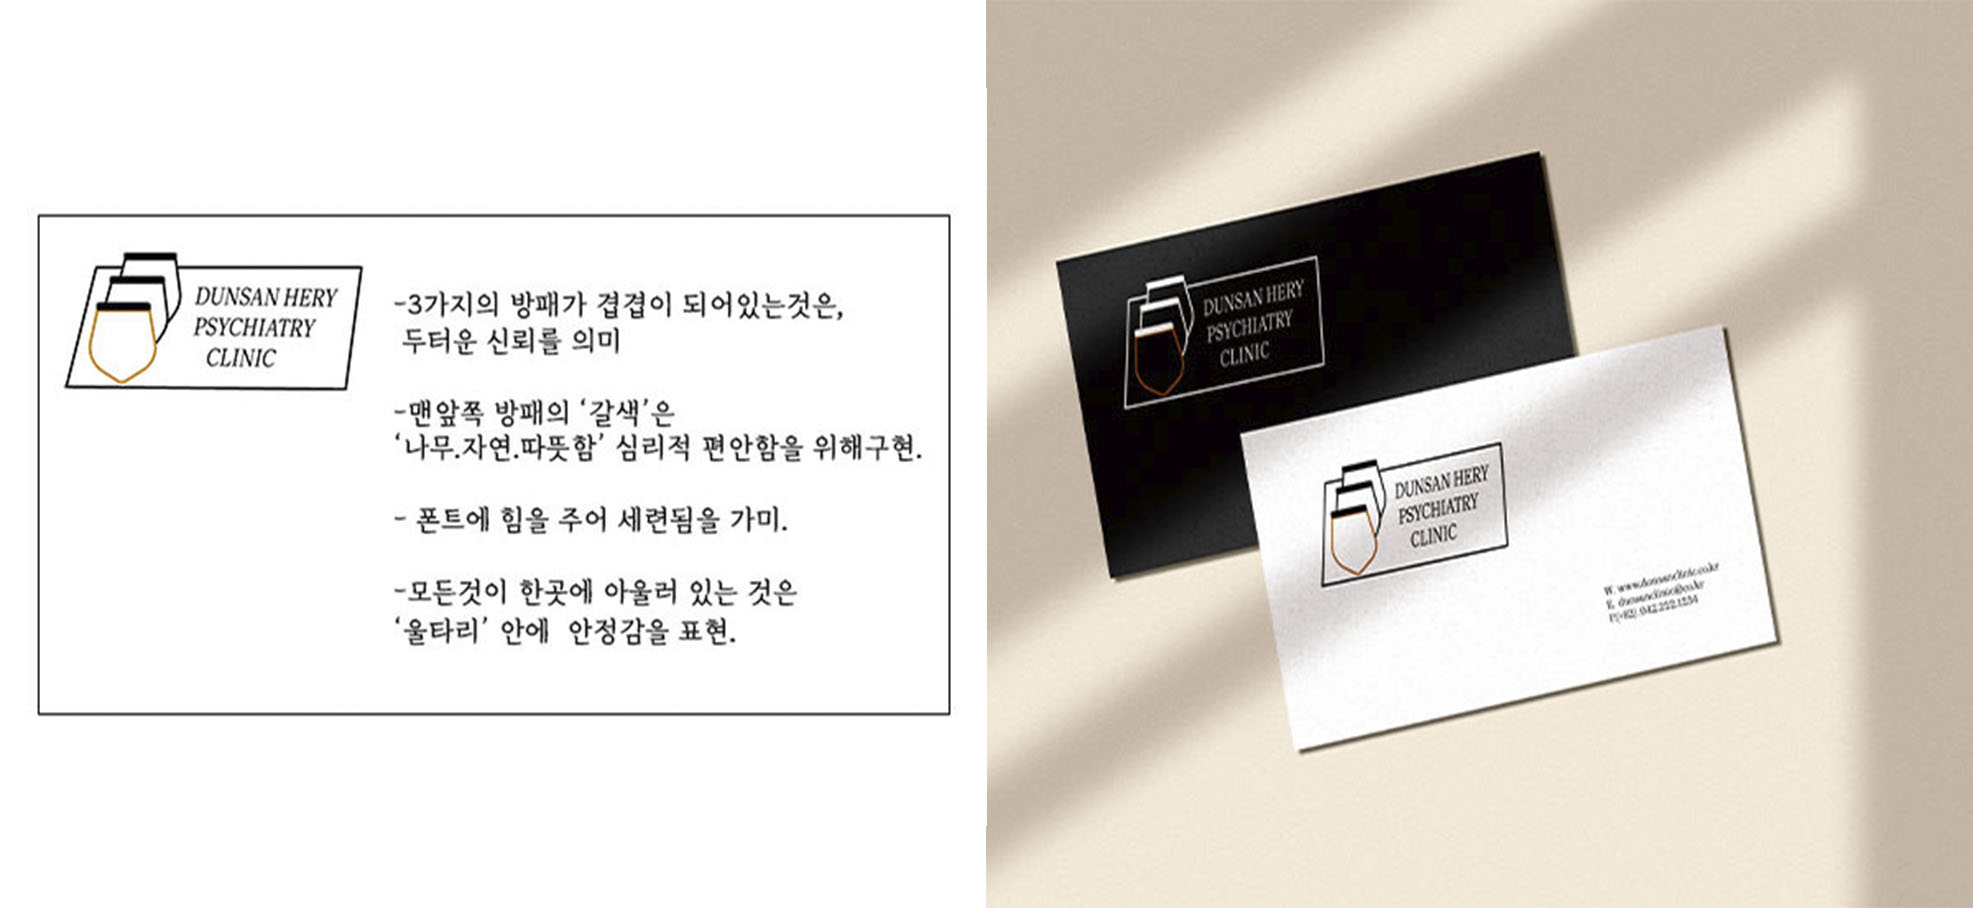 DUNSAN HERY
PSYCHIATRY
CLINIC
-3가지의 방패가 겹겹이 되어있는것은,
두터운 신뢰를 의미
-맨앞쪽 방패의 ‘갈색’은
‘나무.자연.따뜻함’ 심리적 편안함을 위해구현.
- 폰트에 힘을 주어 세련됨을 가미.
-모든것이 한곳에 아울러 있는 것은
‘울타리’ 안에 안정감을 표현.
DUNSAN HERY
PSYCHIATRY
CLINIC
DUNSAN HERY
PSYCHIATRY
CLINIC
W. www.dunsanclinic.co.kr
E. dunsanclinic@co.kr
P.(+82). 042.222.1234